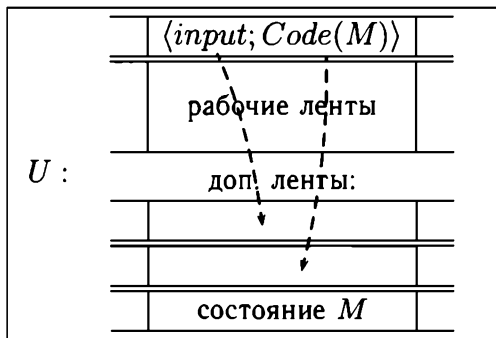 ⟨input; Code(M)⟩
рабочие ленты
U :
доп. ленты:
состояние M